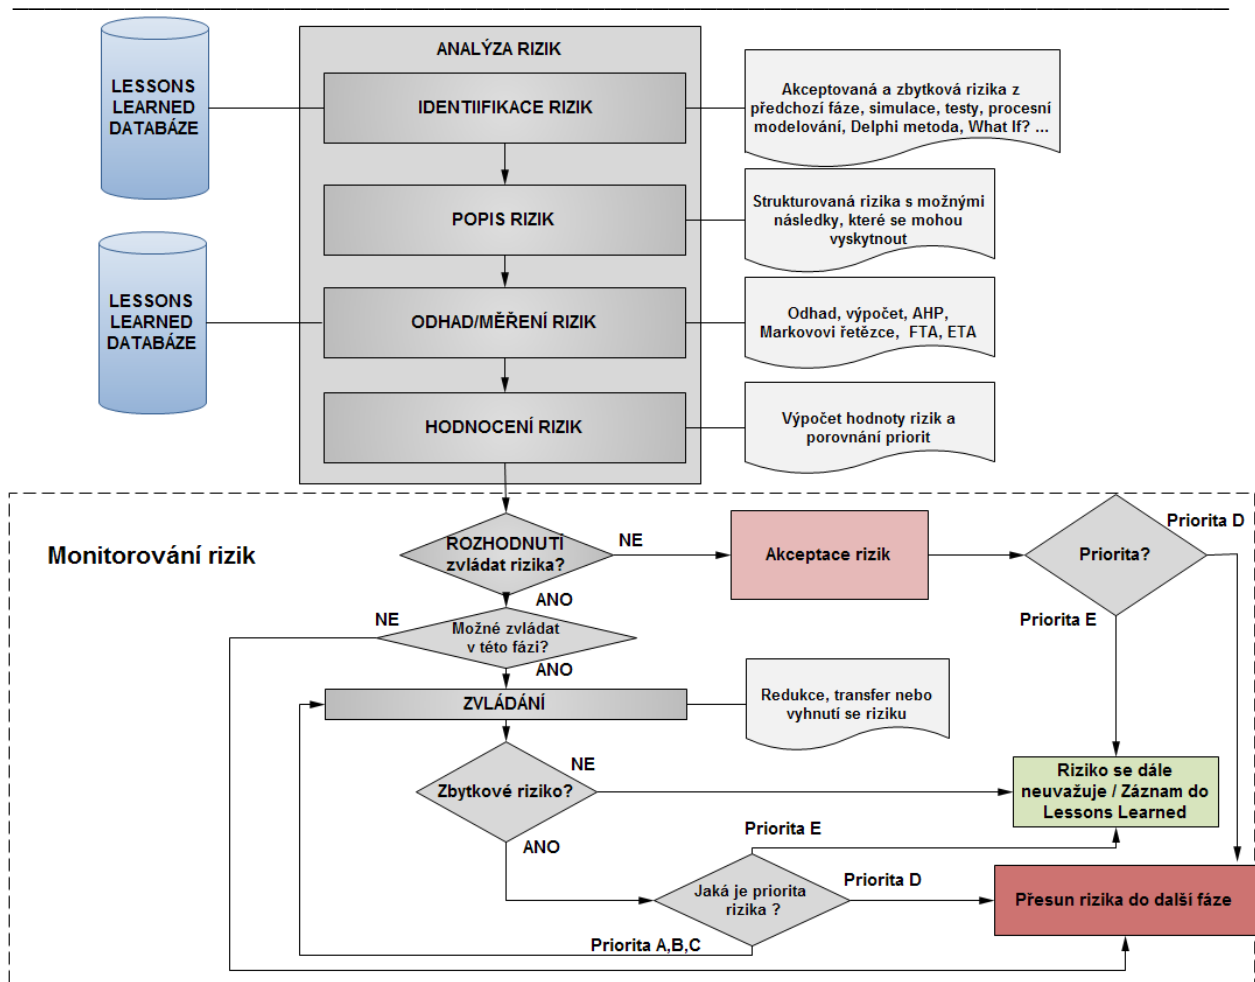 ANALÝZA RIZIK
LESSONS
LEARNED
DATABÁZE
IDENTIIFIKACE RIZIK
Akceptovaná a zbytková rizika z
předchozí fáze, simulace, testy, procesní
modelování, Delphi metoda, What If? ...
POPIS RIZIK
Strukturovaná rizika s možnými
následky, které se mohou
vyskytnout
LESSONS
LEARNED
DATABÁZE
ODHAD/MĚŘENÍ RIZIK
Odhad, výpočet, AHP,
Markovovi řetězce, FTA, ETA
HODNOCENÍ RIZIK
Výpočet hodnoty rizik a
porovnání priorit
Monitorování rizik
ROZHODNUTÍ
zvládat rizika?
NE
Akceptace rizik
Priorita?
Priorita D
ANO
NE
Možné zvládat
v této fázi?
Priorita E
ANO
ZVLÁDÁNÍ
Redukce, transfer nebo
vyhnutí se riziku
NE
Zbytkové riziko?
Riziko se dále
neuvažuje / Záznam do
Lessons Learned
ANO
Priorita E
Jaká je priorita
rizika ?
Priorita D
Přesun rizika do další fáze
Priorita A,B,C